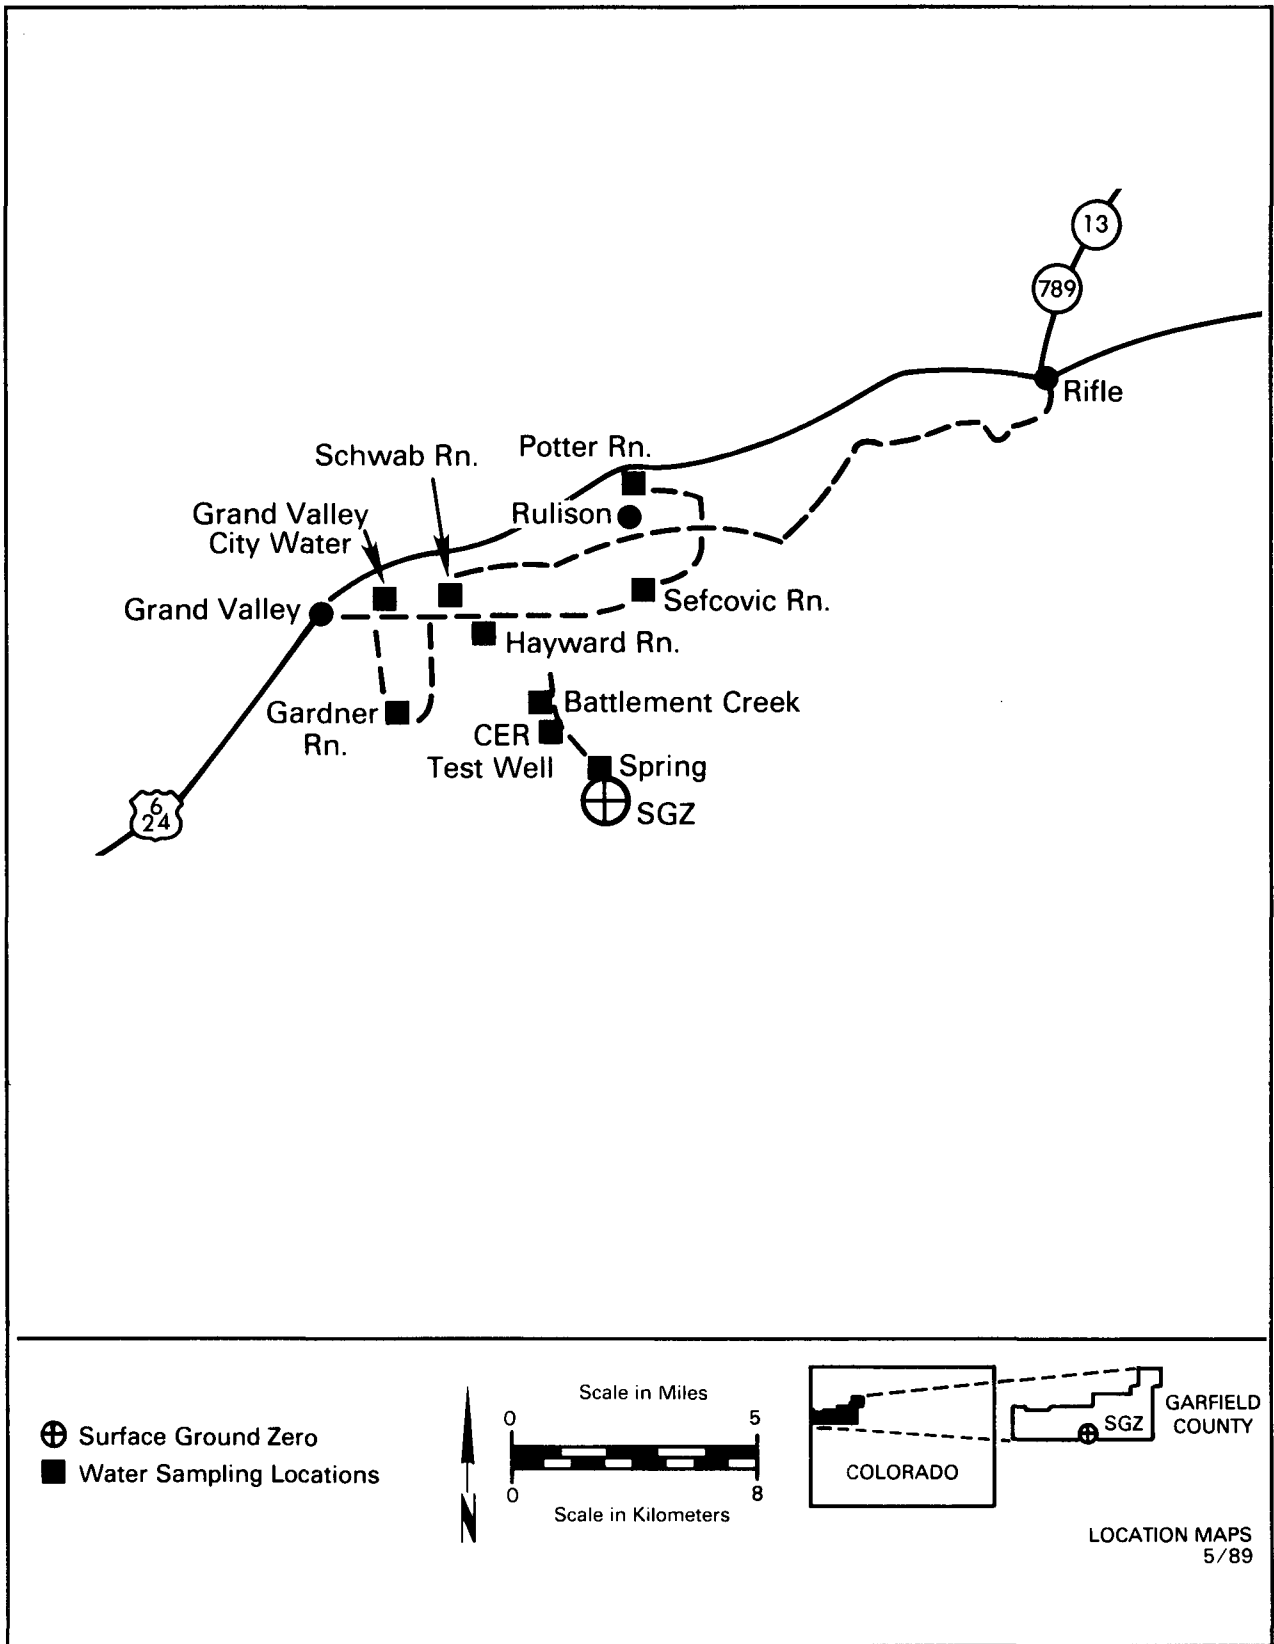 13
789
Rifle
Potter Rn.
Schwab Rn.
Grand Valley
City Water
Rulison
Grand Valley
Sefcovic Rn.
Hayward Rn.
Gardner
Rn.
Battlement Creek
CER
Test Well
Spring
SGZ
6
24
Surface Ground Zero
Water Sampling Locations
N
Scale in Miles
0 5
0 8
Scale in Kilometers
COLORADO
SGZ
GARFIELD
COUNTY
LOCATION MAPS
5/89